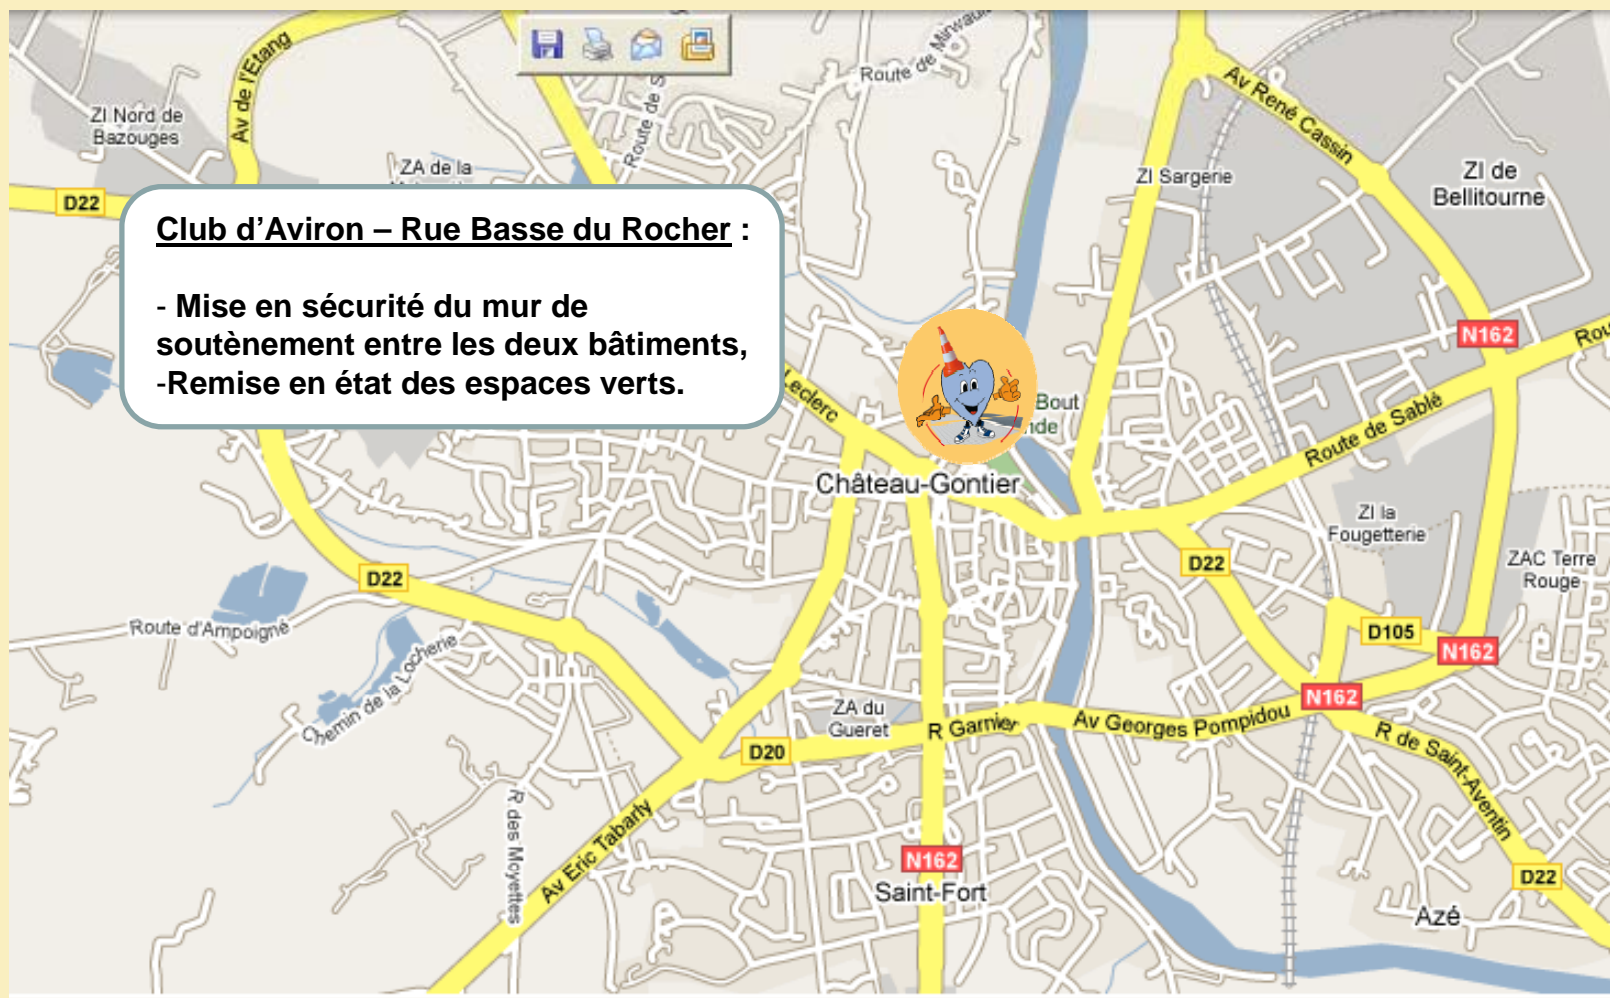 Route de Mirwault
Av de l'Etang
Route de S
Av René Cassin
ZI Nord de
Bazouges
ZA de la
ZI Sargerie
ZI de
Bellitourne
D22
Club d’Aviron – Rue Basse du Rocher :
- Mise en sécurité du mur de
soutènement entre les deux bâtiments,
-Remise en état des espaces verts.
N162
Rou
Leclerc
Bout
nde
Route de Sablé
Château-Gontier
ZI la
Fougetterie
D22
D22
ZAC Terre
Rouge
Route d'Ampoigné
D105
N162
Chemin de la Locherie
N162
ZA du
Gueret
R Garnier
Av Georges Pompidou
D20
R de Saint-Aventin
R des Moyettes
Av Eric Tabarly
N162
Saint-Fort
D22
Azé